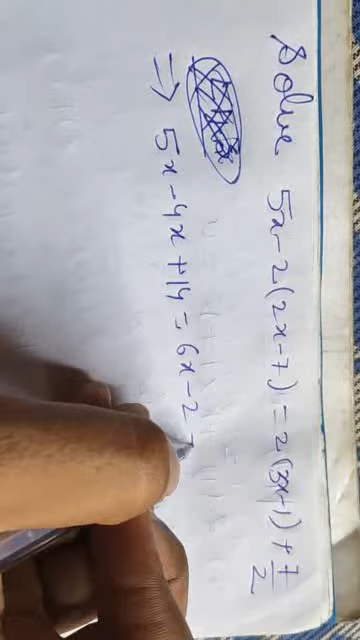 Solve 5x-2(2x-7) = 2(3x-1) + 7/2
⇒ 5x-4x+14 = 6x-2